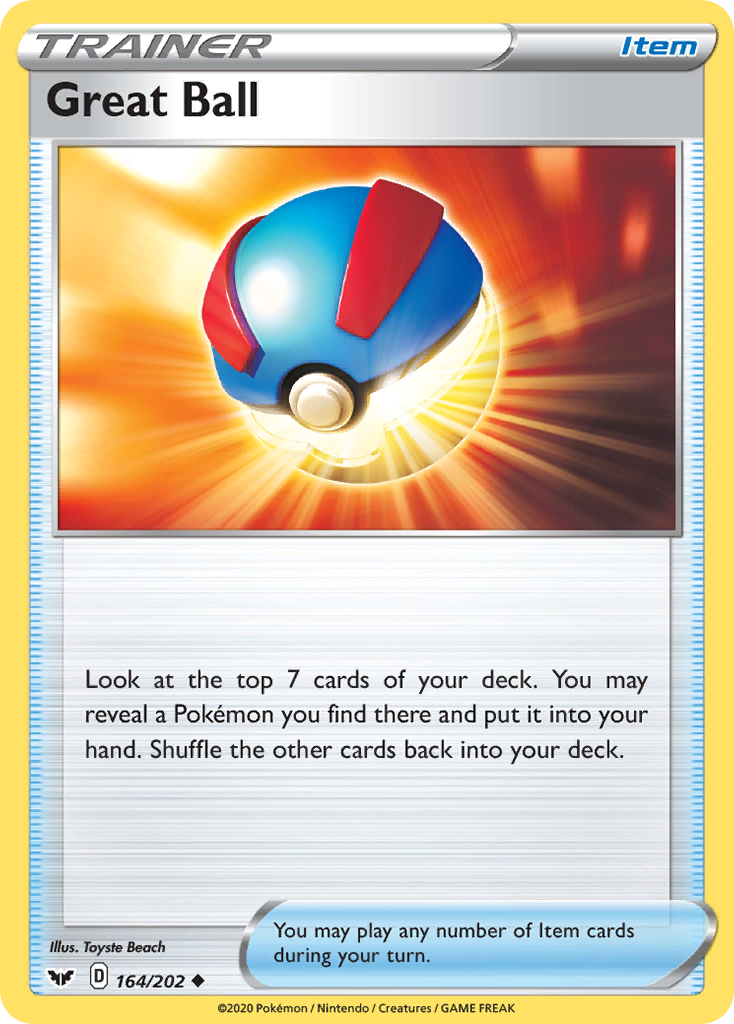 TRAINER
Item
Great Ball
Look at the top 7 cards of your deck. You may
reveal a Pokémon you find there and put it into your
hand. Shuffle the other cards back into your deck.
You may play any number of Item cards
during your turn.
Illus. Toyste Beach
D 164/202 ◆
©2020 Pokémon / Nintendo / Creatures / GAME FREAK